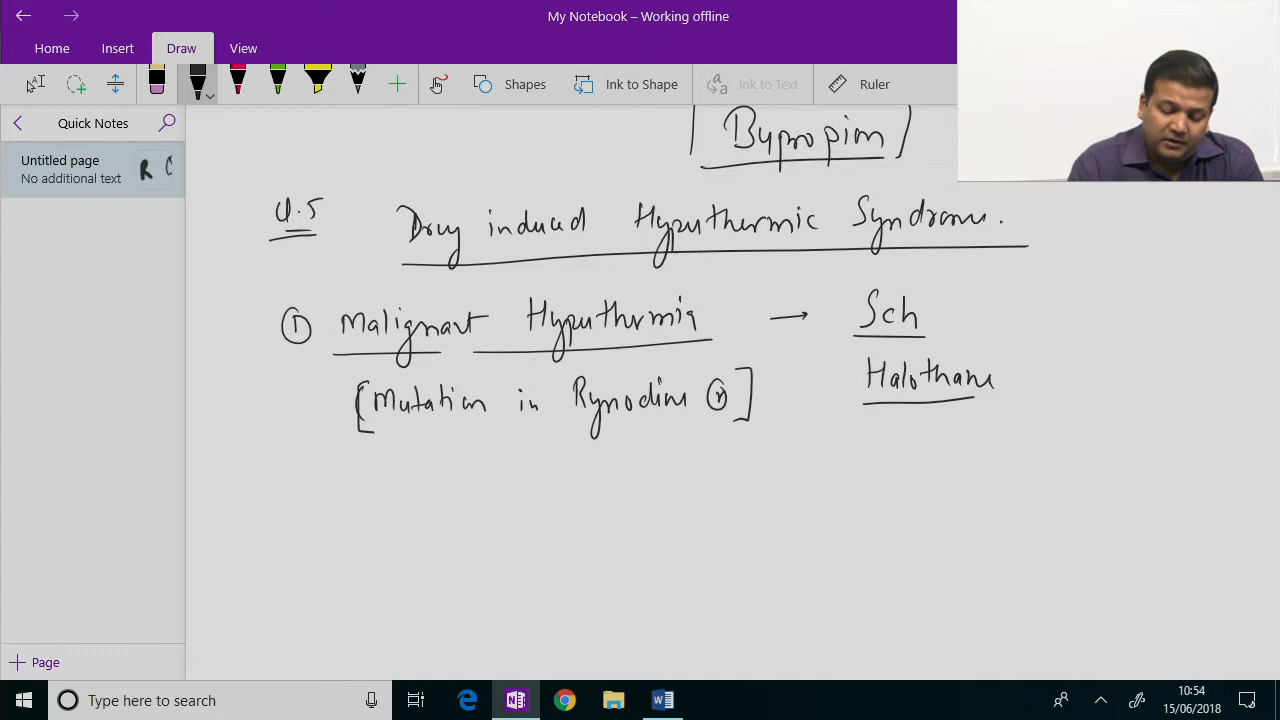 My Notebook – Working offline
Home Insert Draw View
Shapes Ink to Shape Ink to Text Ruler
Quick Notes
Untitled page
No additional text
R
Bupropion
Q.5 Drug induced Hyperthermic Syndrome.
① Malignant Hyperthermia → Sch
Halothane
[Mutation in Rynodine ®]
+ Page
Type here to search
10:54
15/06/2018